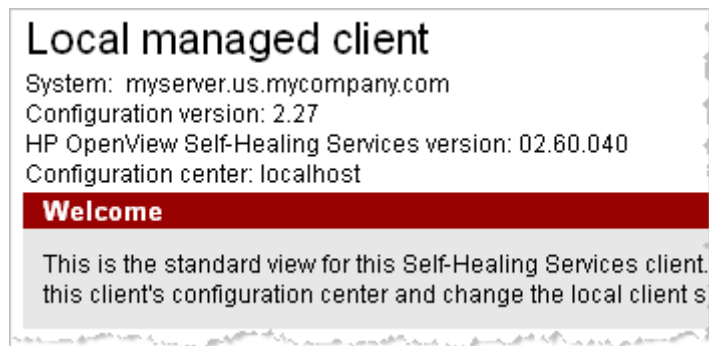 Local managed client
System: myserver.us.mycompany.com
Configuration version: 2.27
HP OpenView Self-Healing Services version: 02.60.040
Configuration center: localhost
Welcome
This is the standard view for this Self-Healing Services client.
this client's configuration center and change the local client s